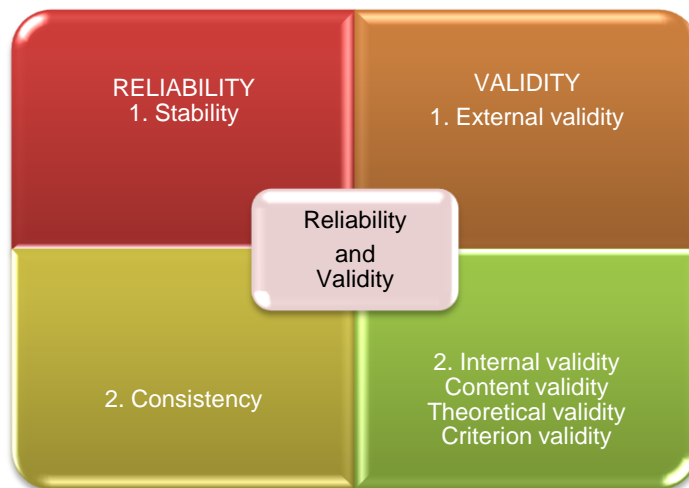 RELIABILITY
1. Stability
VALIDITY
1. External validity
Reliability
and
Validity
2. Consistency
2. Internal validity
Content validity
Theoretical validity
Criterion validity